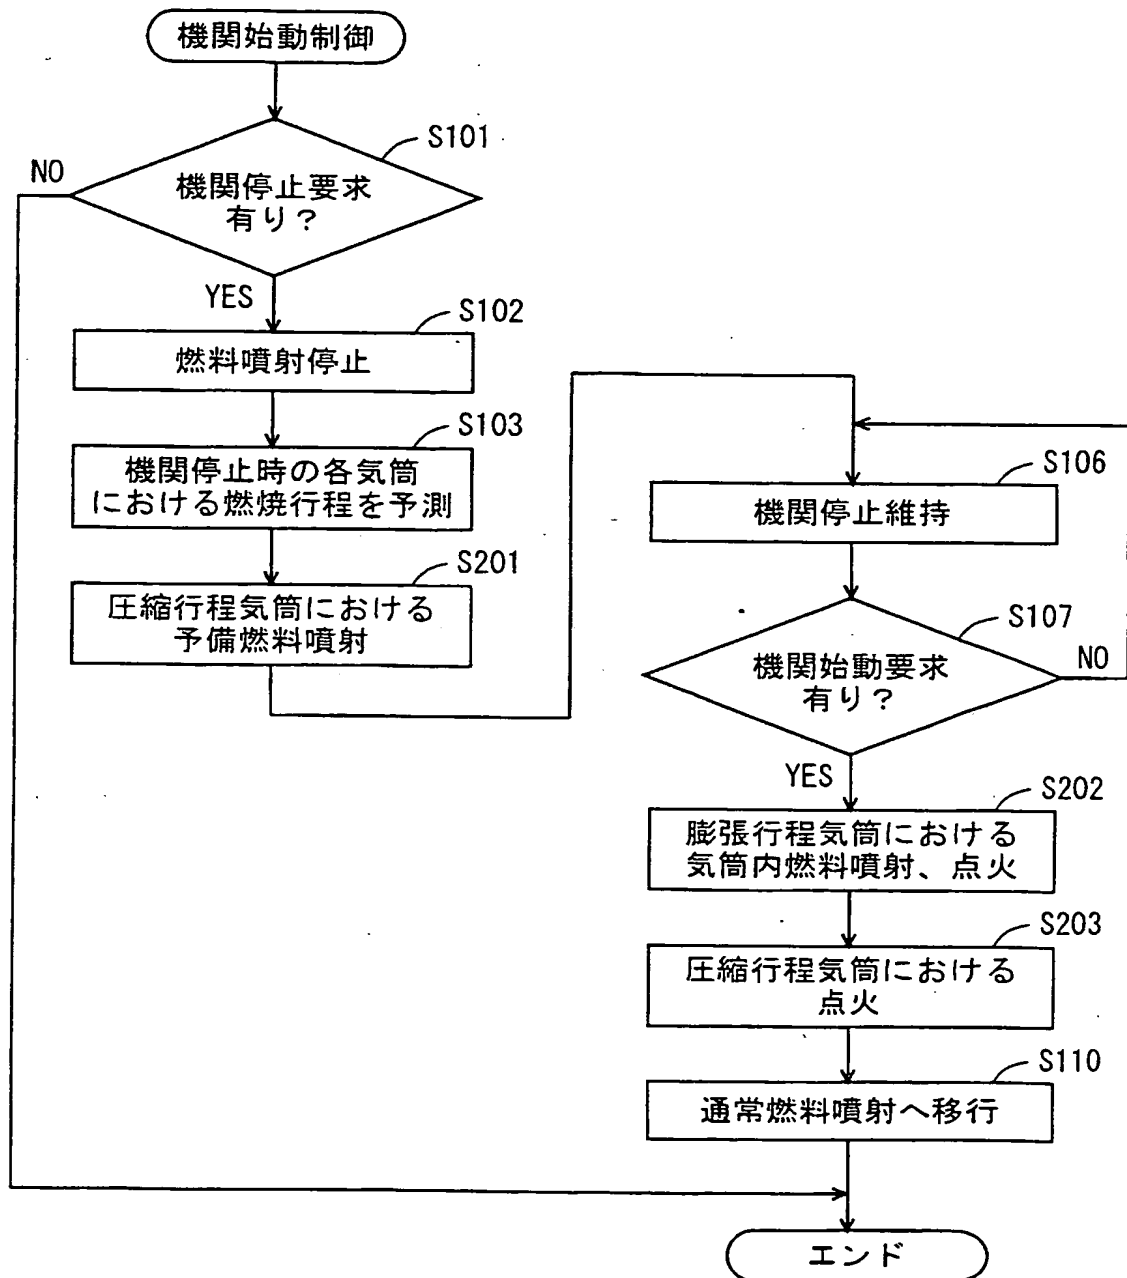 機関始動制御
S101
NO
機関停止要求
有り？
YES
S102
燃料噴射停止
S103
機関停止時の各気筒
における燃焼行程を予測
S201
圧縮行程気筒における
予備燃料噴射
S106
機関停止維持
S107
機関始動要求
有り？
NO
YES
S202
膨張行程気筒における
気筒内燃料噴射、点火
S203
圧縮行程気筒における
点火
S110
通常燃料噴射へ移行
エンド